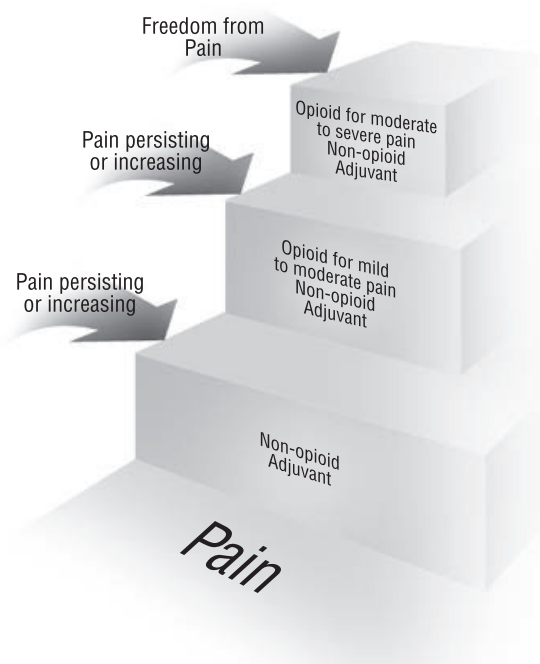 Freedom from
Pain
Opioid for moderate
to severe pain
Non-opioid
Adjuvant
Pain persisting
or increasing
Opioid for mild
to moderate pain
Non-opioid
Adjuvant
Pain persisting
or increasing
Non-opioid
Adjuvant
Pain